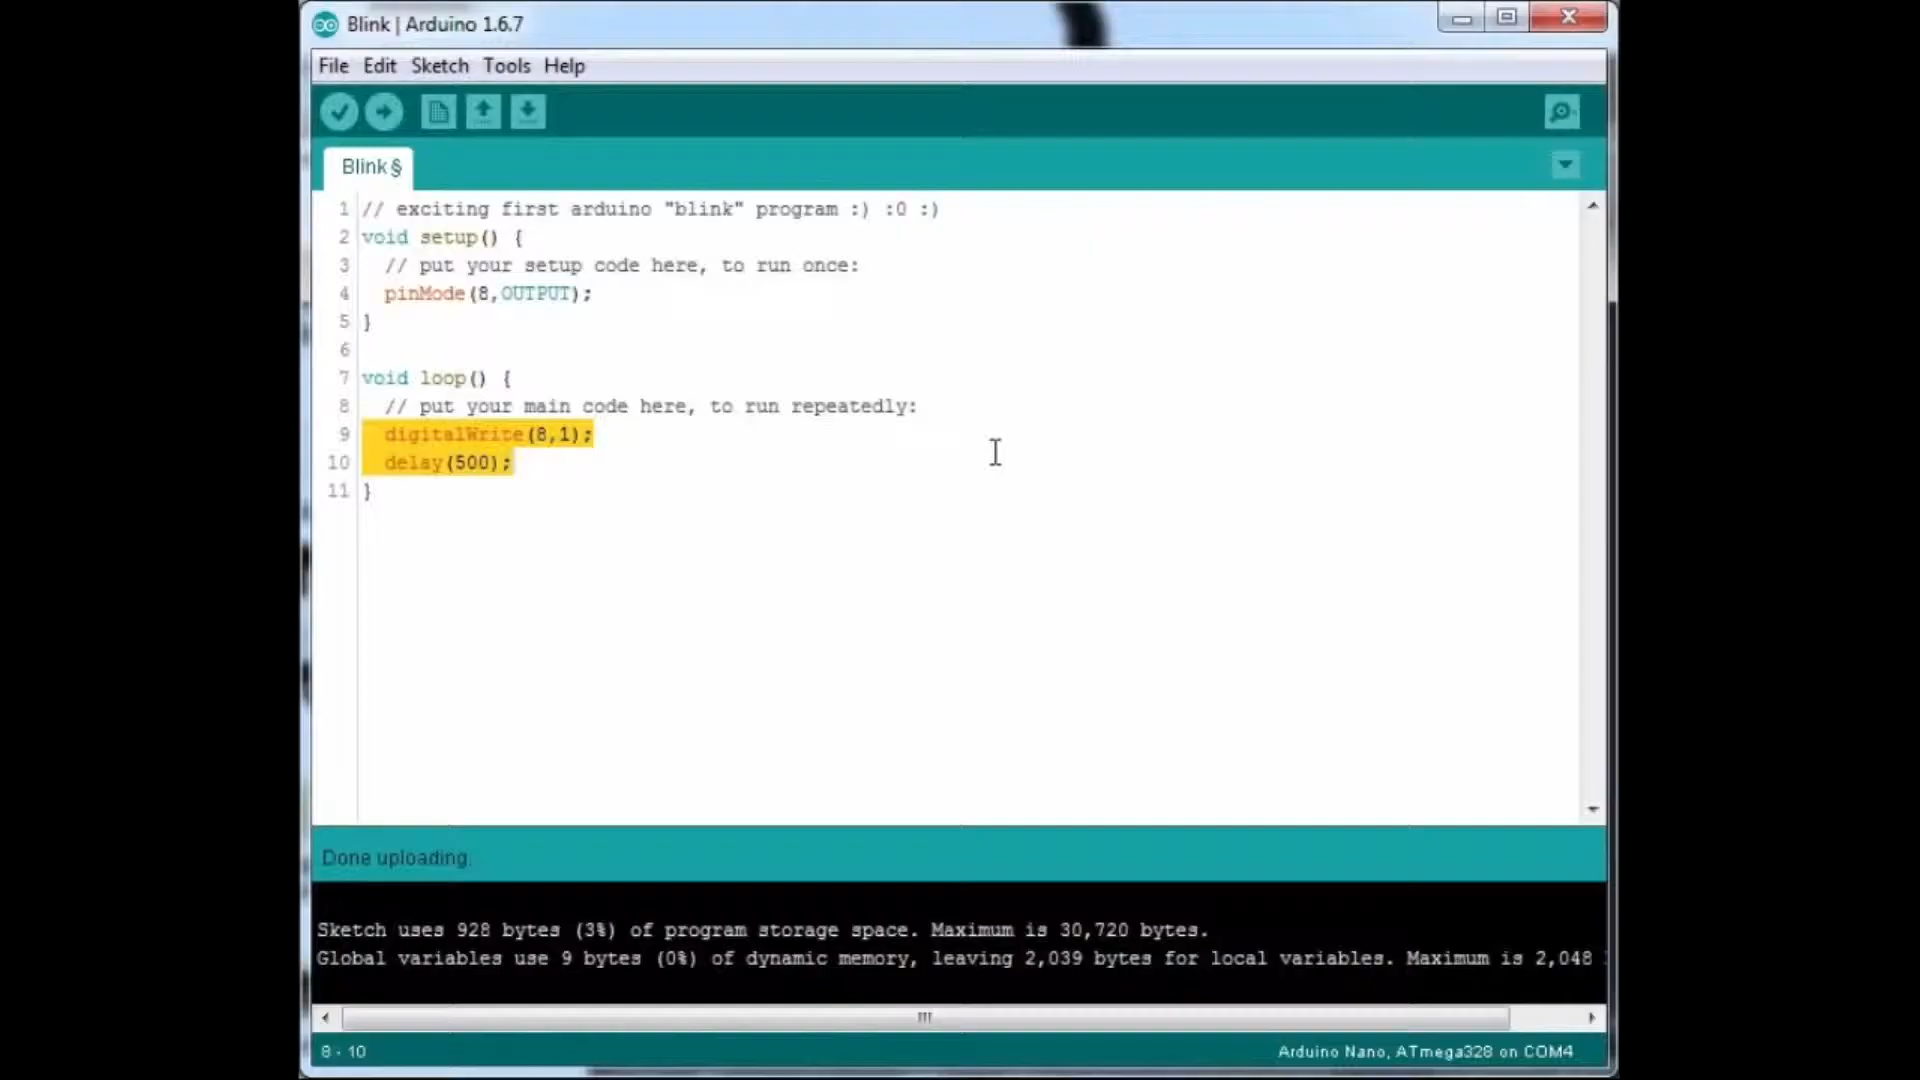 Blink | Arduino 1.6.7
File Edit Sketch Tools Help
Blink §
1 // exciting first arduino "blink" program :) :0 :)
2 void setup() {
3 // put your setup code here, to run once:
4 pinMode(8,OUTPUT);
5 }
6
7 void loop() {
8 // put your main code here, to run repeatedly:
9 digitalWrite(8,1);
10 delay(500);
11 }
Done uploading.
Sketch uses 928 bytes (3%) of program storage space. Maximum is 30,720 bytes.
Global variables use 9 bytes (0%) of dynamic memory, leaving 2,039 bytes for local variables. Maximum is 2,048
8 - 10
Arduino Nano, ATmega328 on COM4